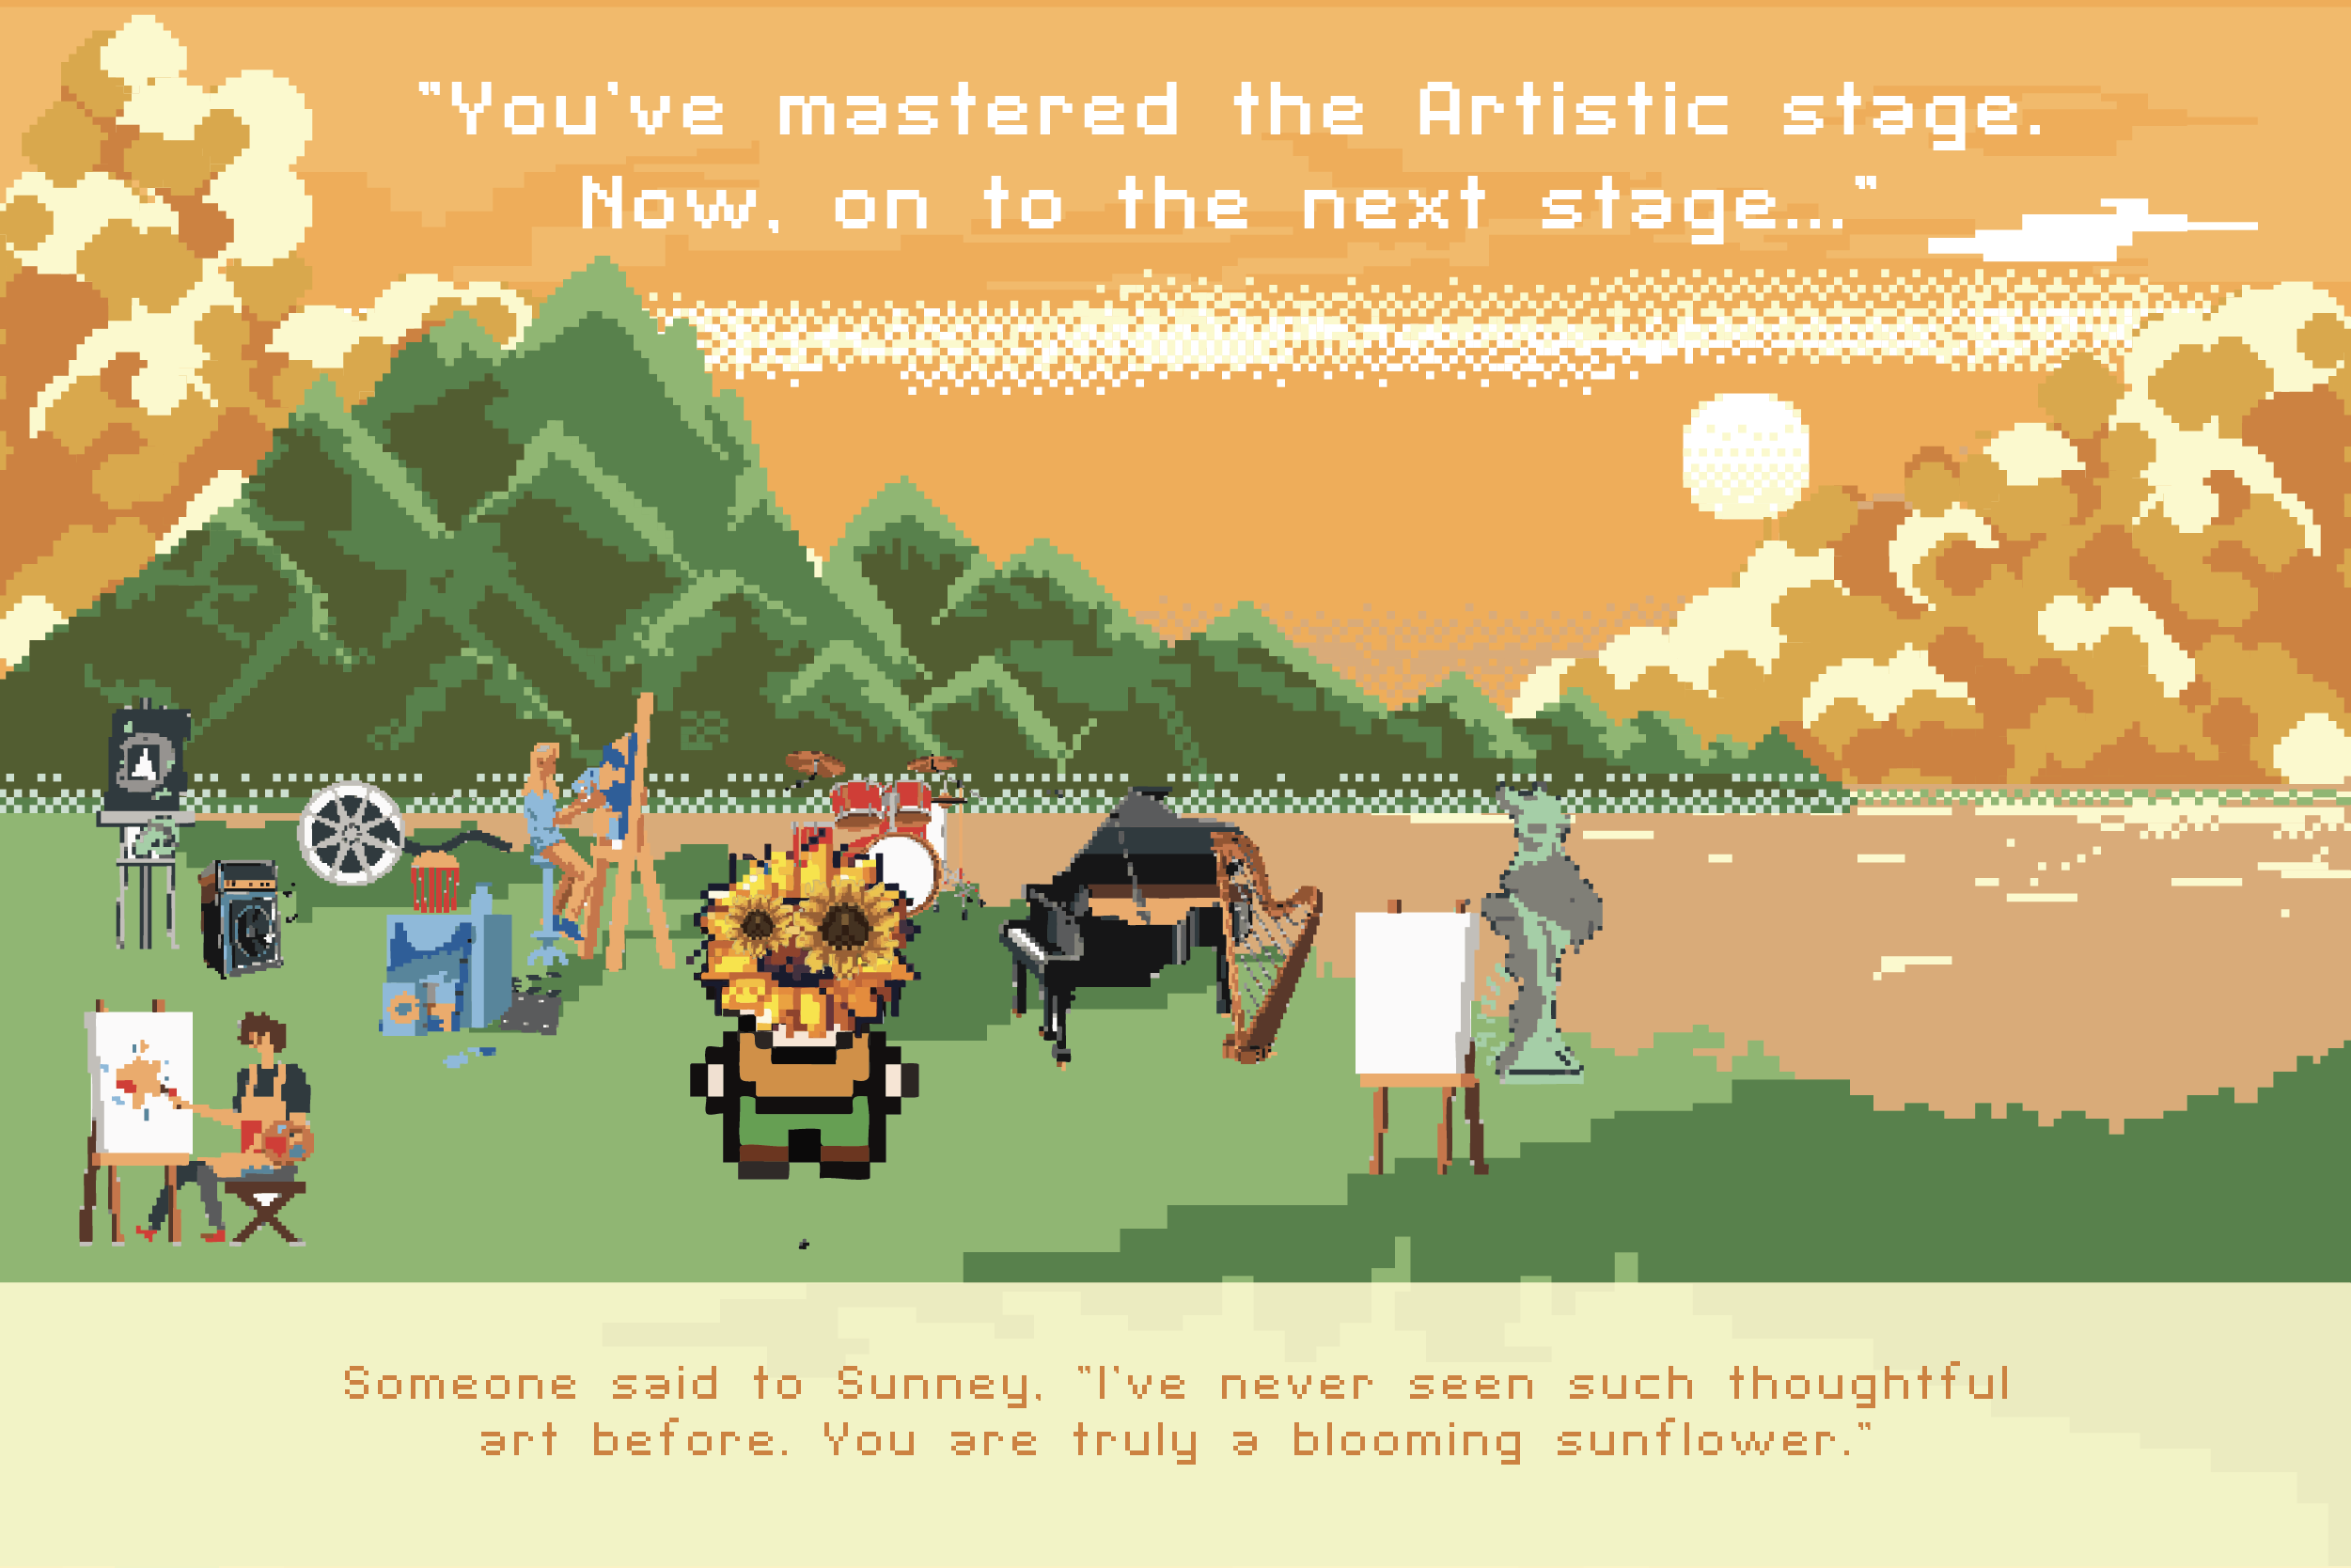 "You've mastered the Artistic stage.
Now, on to the next stage..."
Someone said to Sunney, "I've never seen such thoughtful
art before. You are truly a blooming sunflower."